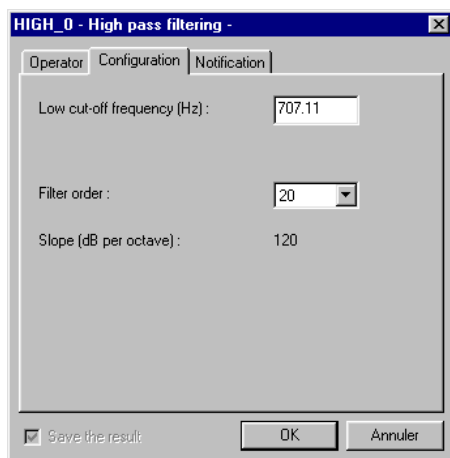 HIGH_0 - High pass filtering -
Operator Configuration Notification
Low cut-off frequency (Hz) : 707.11
Filter order : 20
Slope (dB per octave) : 120
Save the result OK Annuler